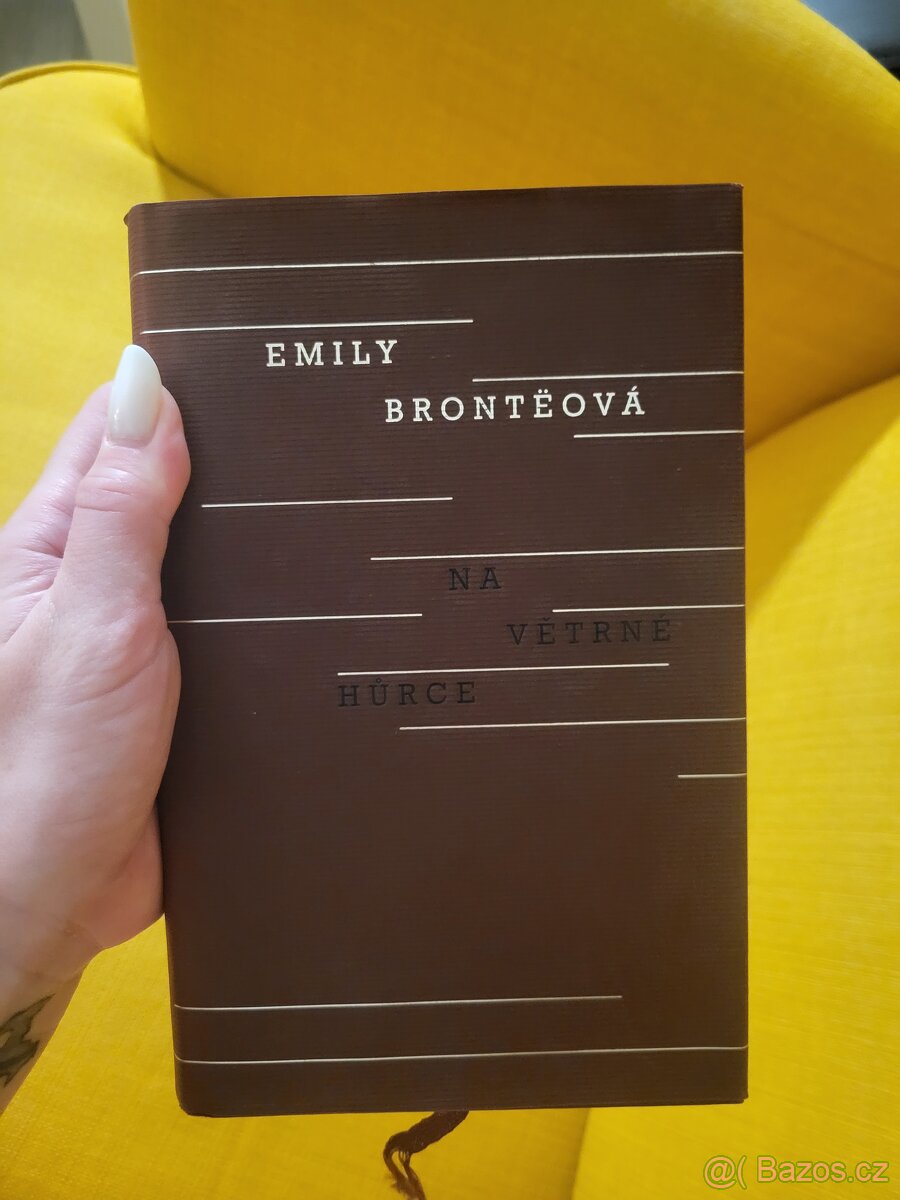 EMILY
BRONTËOVÁ
NA
VĚTRNÉ
HŮRCE
@( Bazos.cz